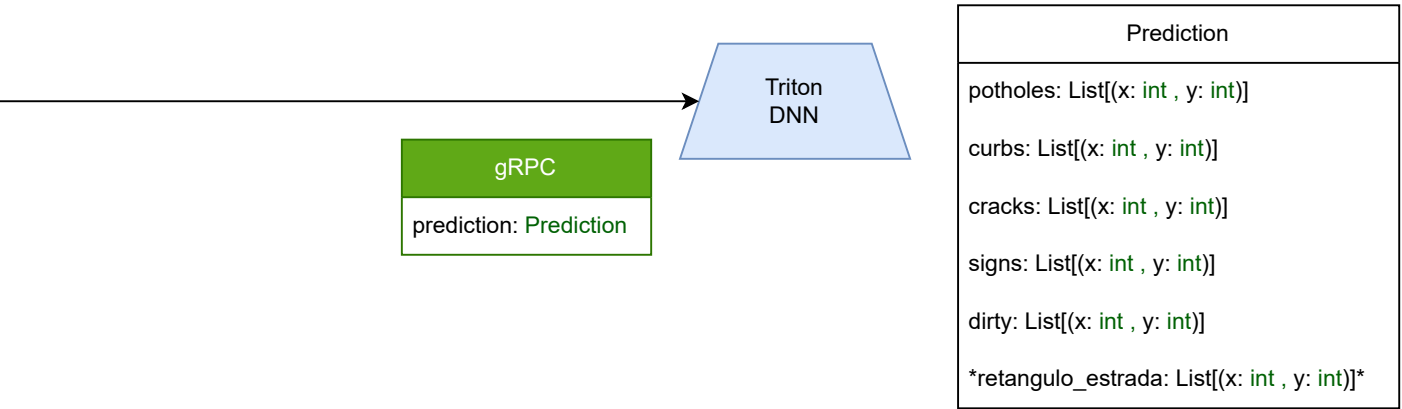 Triton
DNN
gRPC
prediction: Prediction
Prediction
potholes: List[(x: int , y: int)]
curbs: List[(x: int , y: int)]
cracks: List[(x: int , y: int)]
signs: List[(x: int , y: int)]
dirty: List[(x: int , y: int)]
*retangulo_estrada: List[(x: int , y: int)]*